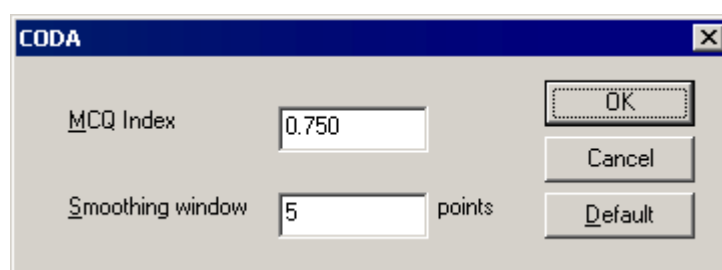 CODA
MCQ Index 0.750
OK
Cancel
Smoothing window 5 points
Default